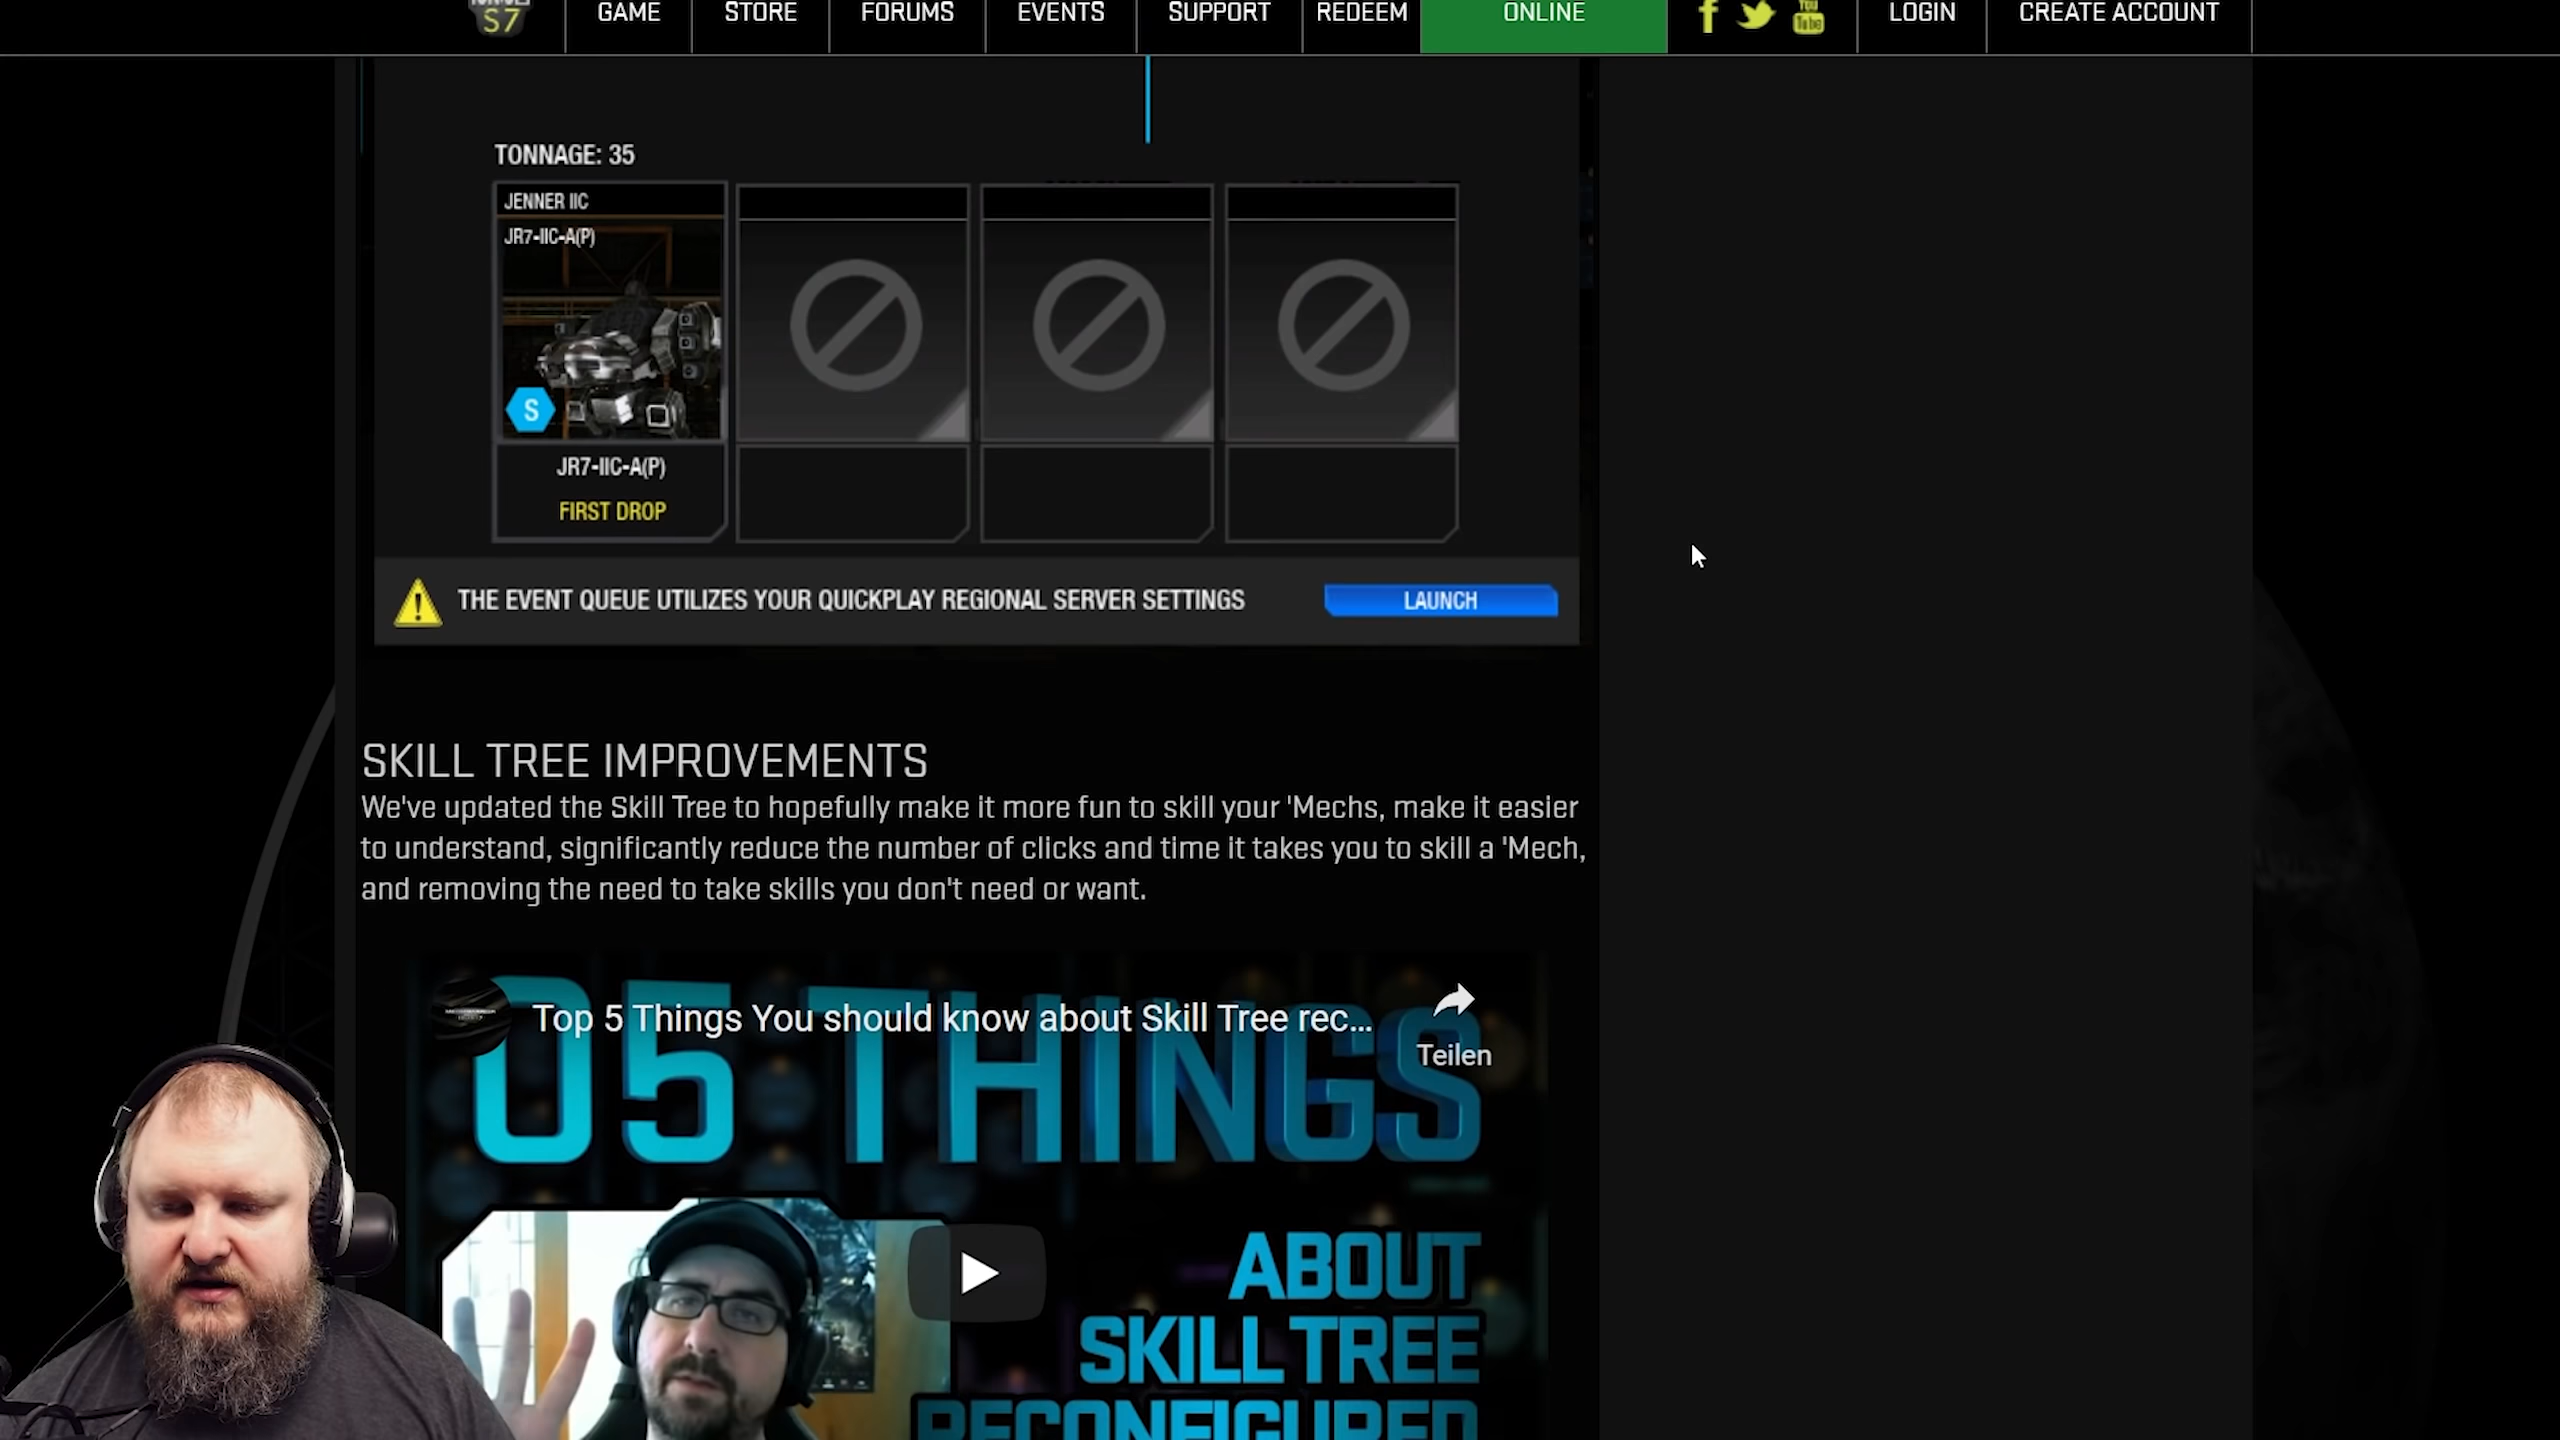 S7
GAME
STORE
FORUMS
EVENTS
SUPPORT
REDEEM
ONLINE
f
You
Tube
LOGIN
CREATE ACCOUNT
TONNAGE: 35
JENNER IIC
JR7-IIC-A(P)
S
JR7-IIC-A(P)
FIRST DROP
THE EVENT QUEUE UTILIZES YOUR QUICKPLAY REGIONAL SERVER SETTINGS
LAUNCH
SKILL TREE IMPROVEMENTS
We've updated the Skill Tree to hopefully make it more fun to skill your 'Mechs, make it easier
to understand, significantly reduce the number of clicks and time it takes you to skill a 'Mech,
and removing the need to take skills you don't need or want.
Top 5 Things You should know about Skill Tree rec...
Teilen
05 THINGS
ABOUT
SKILL TREE
RECONFIGURED